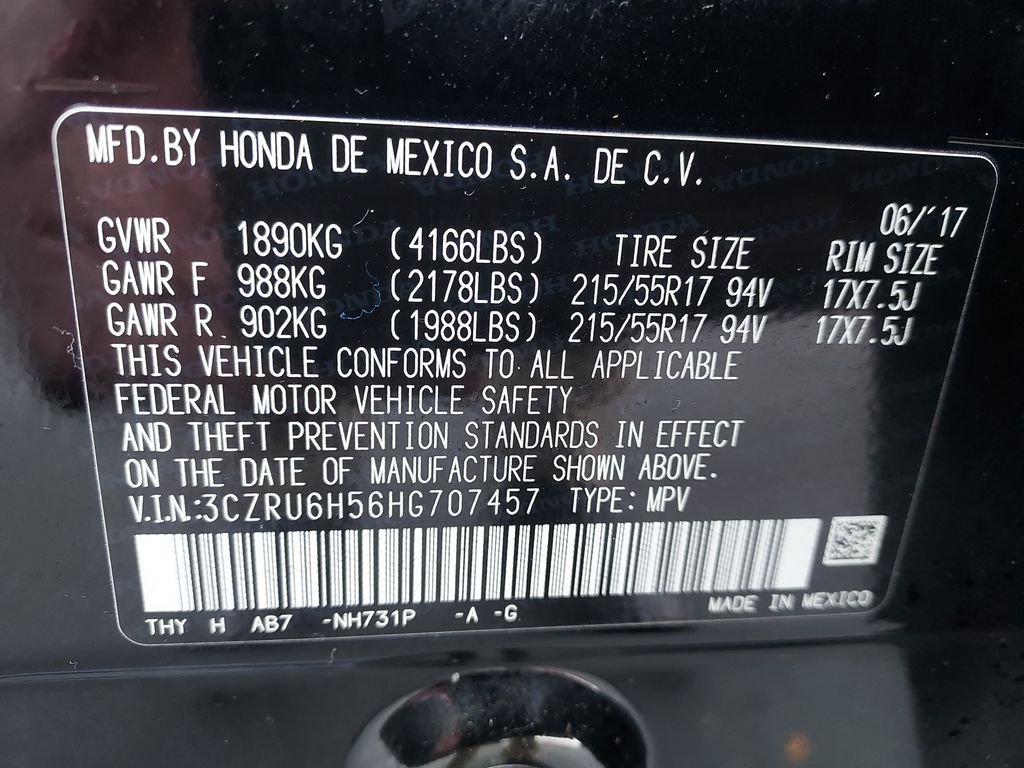 MFD.BY HONDA DE MEXICO S.A. DE C.V.
06/'17
GVWR 1890KG (4166LBS) TIRE SIZE RIM SIZE
GAWR F 988KG (2178LBS) 215/55R17 94V 17X7.5J
GAWR R 902KG (1988LBS) 215/55R17 94V 17X7.5J
THIS VEHICLE CONFORMS TO ALL APPLICABLE
FEDERAL MOTOR VEHICLE SAFETY
AND THEFT PREVENTION STANDARDS IN EFFECT
ON THE DATE OF MANUFACTURE SHOWN ABOVE.
V.I.N.:3CZRU6H56HG707457 TYPE: MPV
MADE IN MEXICO
THY H AB7 -NH731P -A -G